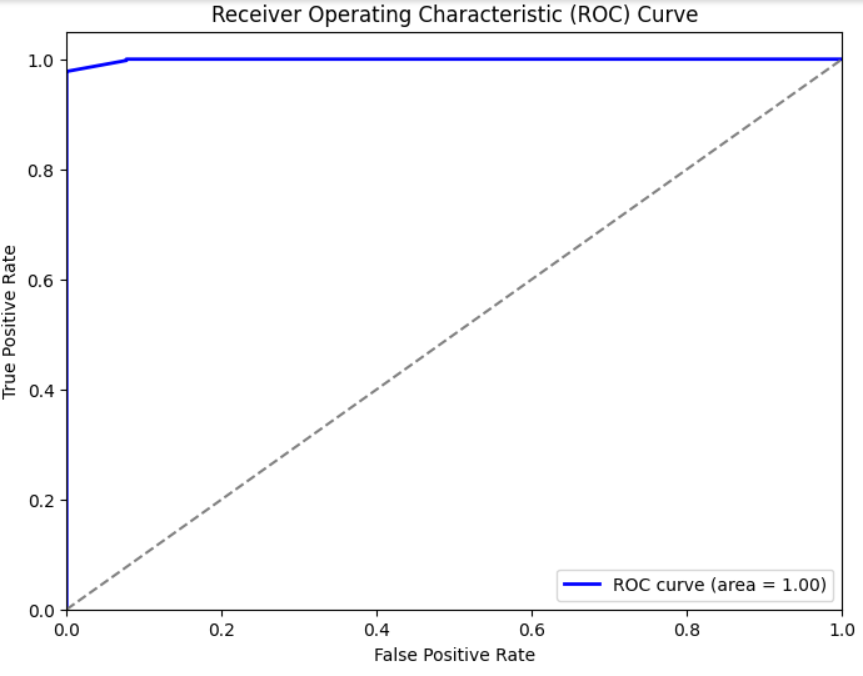 Receiver Operating Characteristic (ROC) Curve
1.0
0.8
0.6
0.4
0.2
0.0
True Positive Rate
0.0 0.2 0.4 0.6 0.8 1.0
False Positive Rate
ROC curve (area = 1.00)